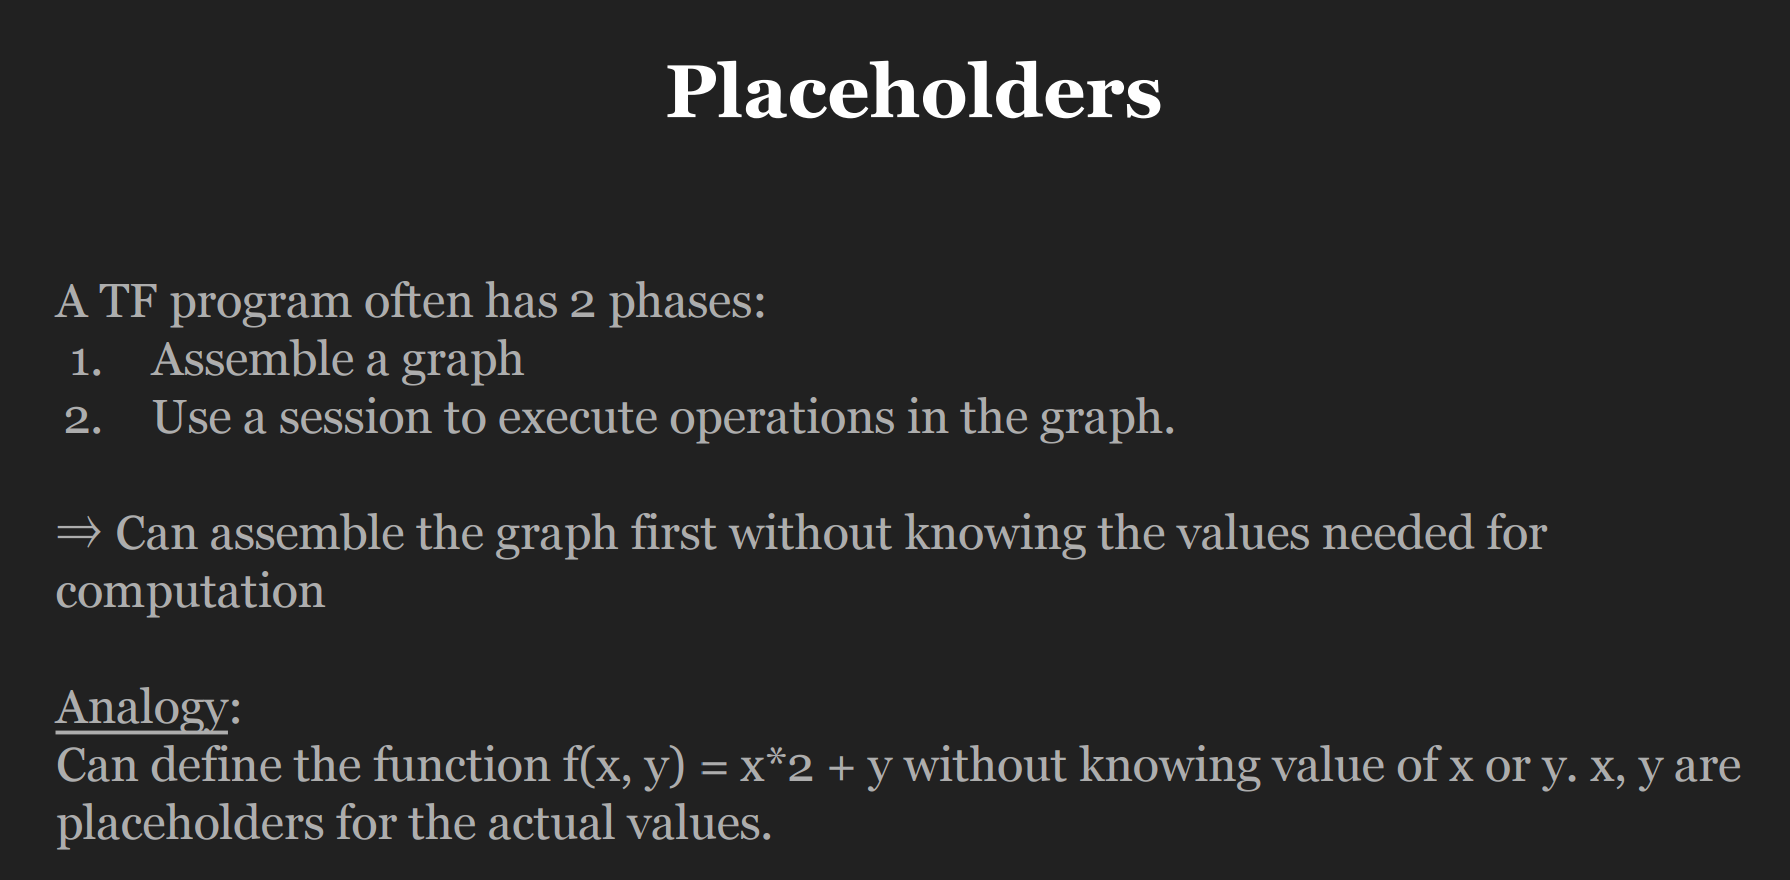 Placeholders
A TF program often has 2 phases:
1. Assemble a graph
2. Use a session to execute operations in the graph.
⇒ Can assemble the graph first without knowing the values needed for
computation
Analogy:
Can define the function f(x, y) = x*2 + y without knowing value of x or y. x, y are
placeholders for the actual values.